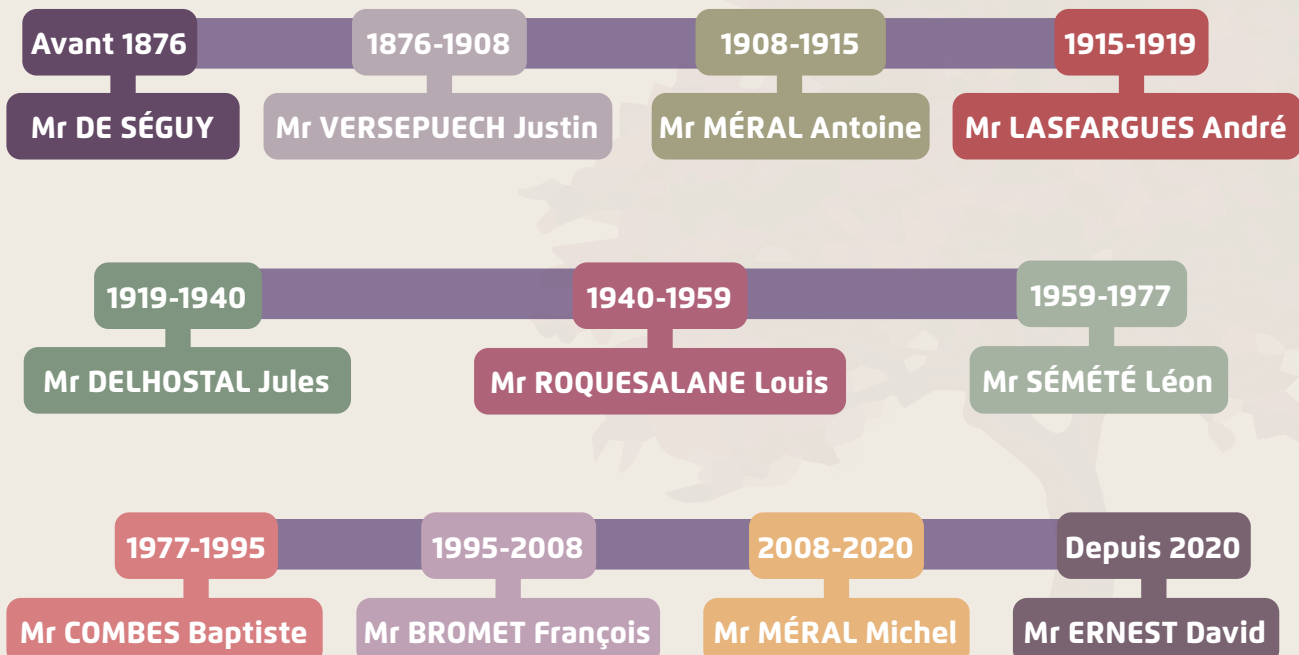 Avant 1876
1876-1908
1908-1915
1915-1919
Mr DE SÉGUY
Mr VERSEPUECH Justin
Mr MÉRAL Antoine
Mr LASFARGUES André
1919-1940
1940-1959
1959-1977
Mr DELHOSTAL Jules
Mr ROQUESALANE Louis
Mr SÉMÉTÉ Léon
1977-1995
1995-2008
2008-2020
Depuis 2020
Mr COMBES Baptiste
Mr BROMET François
Mr MÉRAL Michel
Mr ERNEST David